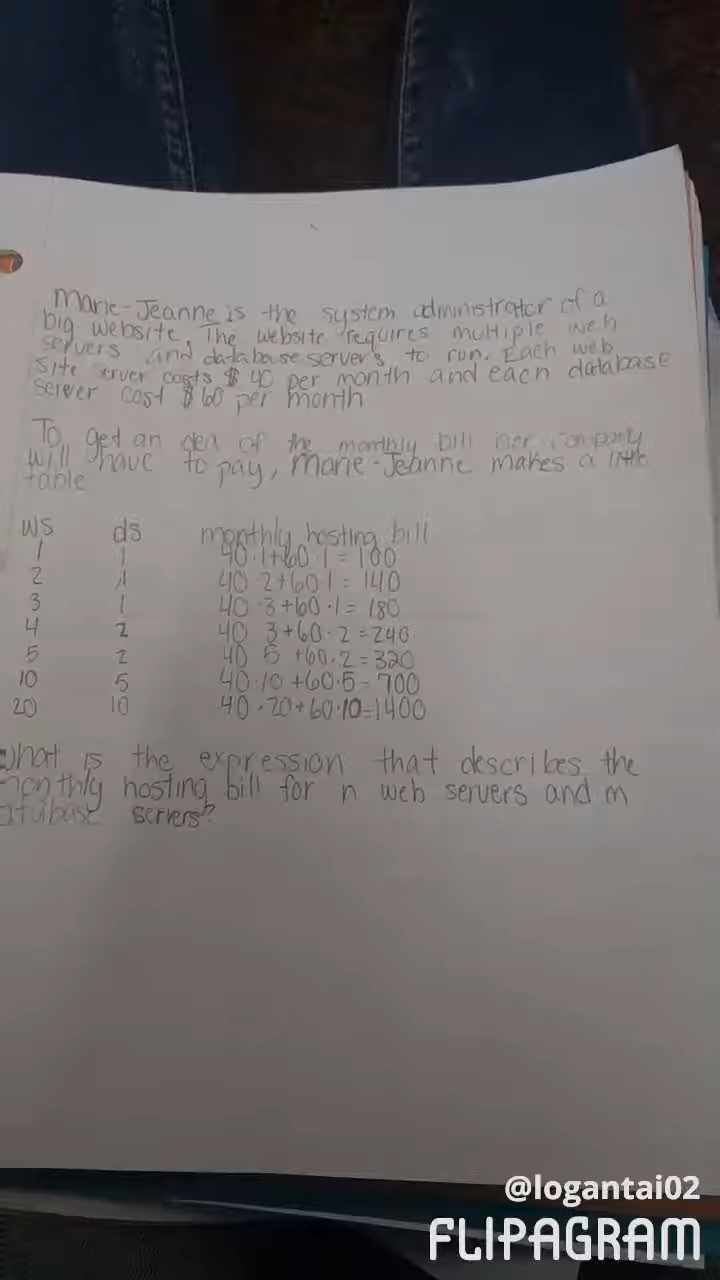 Marie-Jeanne is the system administrator of a
big website. The website requires multiple web
servers and database servers to run. Each web
site server costs $ 40 per month and each database
server cost $ 60 per month
To get an idea of the monthly bill her company
will have to pay, Marie-Jeanne makes a little
table
ws ds monthly hosting bill
1 1 40·1+60·1=100
2 1 40·2+60·1=140
3 1 40·3+60·1=180
4 2 40 3+60·2=240
5 2 40 5 +60·2=320
10 5 40·10+60·5=700
20 10 40·20+60·10=1400
What is the expression that describes the
monthly hosting bill for n web servers and m
atabase servers?
@logantai02
FLIPAGRAM